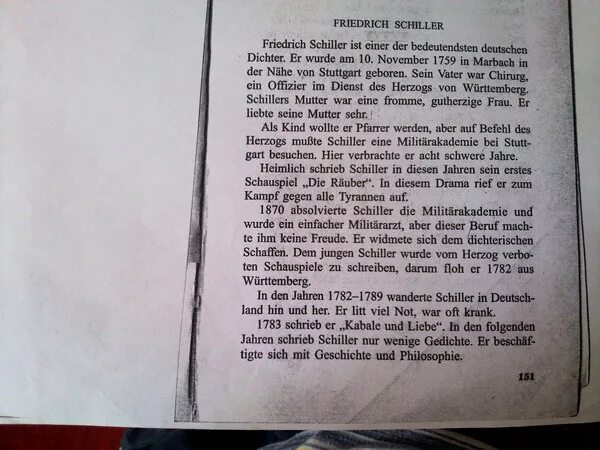 FRIEDRICH SCHILLER
Friedrich Schiller ist einer der bedeutendsten deutschen
Dichter. Er wurde am 10. November 1759 in Marbach in
der Nähe von Stuttgart geboren. Sein Vater war Chirurg,
ein Offizier im Dienst des Herzogs von Württemberg.
Schillers Mutter war eine fromme, gutherzige Frau. Er
liebte seine Mutter sehr.
Als Kind wollte er Pfarrer werden, aber auf Befehl des
Herzogs mußte Schiller eine Militärakademie bei Stutt-
gart besuchen. Hier verbrachte er acht schwere Jahre.
Heimlich schrieb Schiller in diesen Jahren sein erstes
Schauspiel „Die Räuber“. In diesem Drama rief er zum
Kampf gegen alle Tyrannen auf.
1870 absolvierte Schiller die Militärakademie und
wurde ein einfacher Militärarzt, aber dieser Beruf mach-
te ihm keine Freude. Er widmete sich dem dichterischen
Schaffen. Dem jungen Schiller wurde vom Herzog verbo-
ten Schauspiele zu schreiben, darum floh er 1782 aus
Württemberg.
In den Jahren 1782–1789 wanderte Schiller in Deutsch-
land hin und her. Er litt viel Not, war oft krank.
1783 schrieb er „Kabale und Liebe“. In den folgenden
Jahren schrieb Schiller nur wenige Gedichte. Er beschäf-
tigte sich mit Geschichte und Philosophie.
151